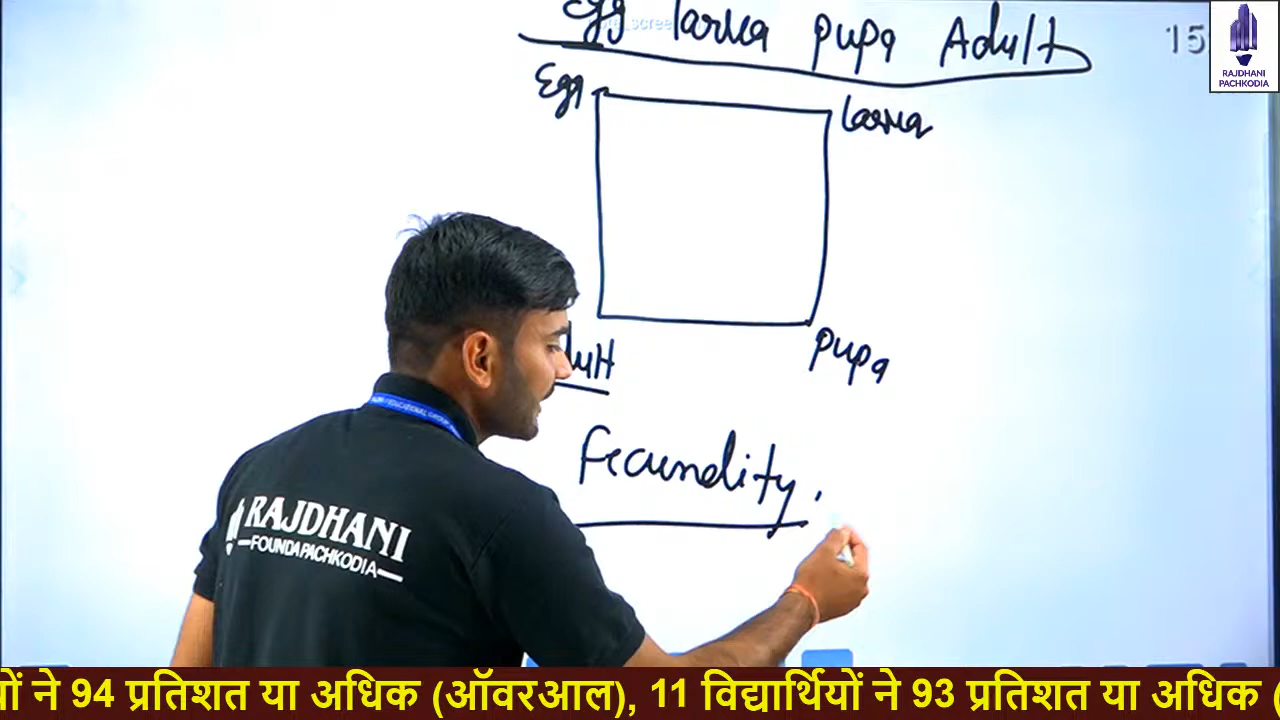 Egg larva pupa Adult
15
RAJDHANI
PACHKODIA
Egg
larva
pupa
Fecundity,
RAJDHANI
FOUNDA PACHKODIA
ने 94 प्रतिशत या अधिक (ऑवरआल), 11 विद्यार्थियों ने 93 प्रतिशत या अधिक (